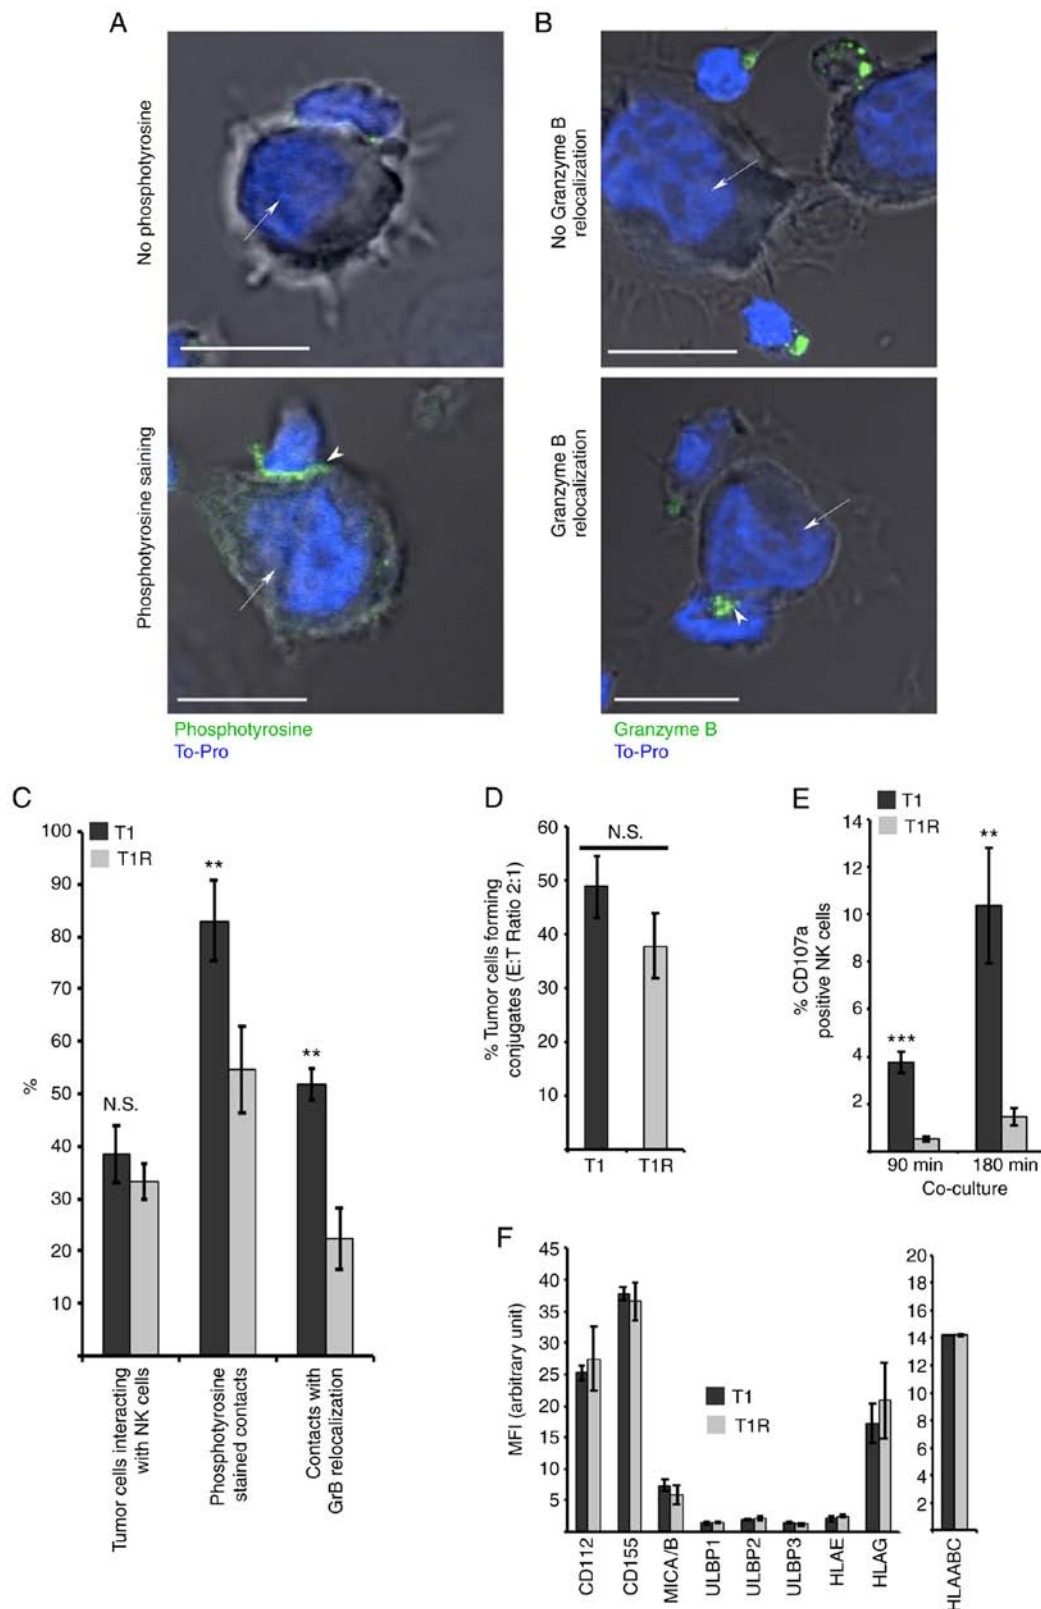 A
B
No phosphotyrosine
No Granzyme B
relocalization
Phosphotyrosine saining
Granzyme B
relocalization
Phosphotyrosine
To-Pro
Granzyme B
To-Pro
C
T1
T1R
%
100
90
80
70
60
50
40
30
20
10
N.S.
**
**
Tumor cells interacting
with NK cells
Phosphotyrosine
stained contacts
Contacts with
GrB relocalization
D
% Tumor cells forming
conjugates (E:T Ratio 2:1)
60
50
40
30
20
10
N.S.
T1
T1R
E
T1
T1R
% CD107a
positive NK cells
14
12
10
8
6
4
2
***
**
90 min
180 min
Co-culture
F
MFI (arbitrary unit)
45
40
35
30
25
20
15
10
5
T1
T1R
CD112
CD155
MICA/B
ULBP1
ULBP2
ULBP3
HLAE
HLAG
20
18
16
14
12
10
8
6
4
2
HLAABC